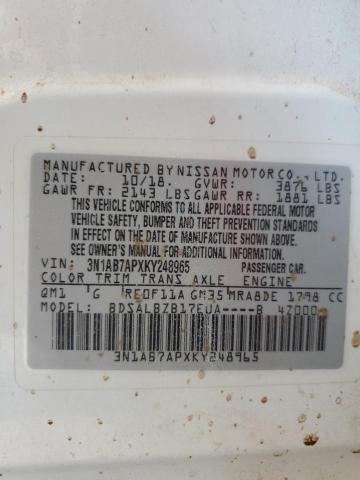 MANUFACTURED BY NISSAN MOTOR CO., LTD.
DATE: 10/18. GVWR: 3876 LBS
GAWR FR: 2143 LBS GAWR RR: 1881 LBS
THIS VEHICLE CONFORMS TO ALL APPLICABLE FEDERAL MOTOR
VEHICLE SAFETY, BUMPER AND THEFT PREVENTION STANDARDS
IN EFFECT ON THE DATE OF MANUFACTURE SHOWN ABOVE.
SEE OWNER'S MANUAL FOR ADDITIONAL INFORMATION.
VIN: 3N1AB7APXKY248965 PASSENGER CAR.
COLOR TRIM TRANS AXLE ENGINE
QM1 G RE0F11A GM35 MRA8DE 1798 CC
MODEL: BDSALBZB17EUA----B 4Z000
3N1AB7APXKY248965